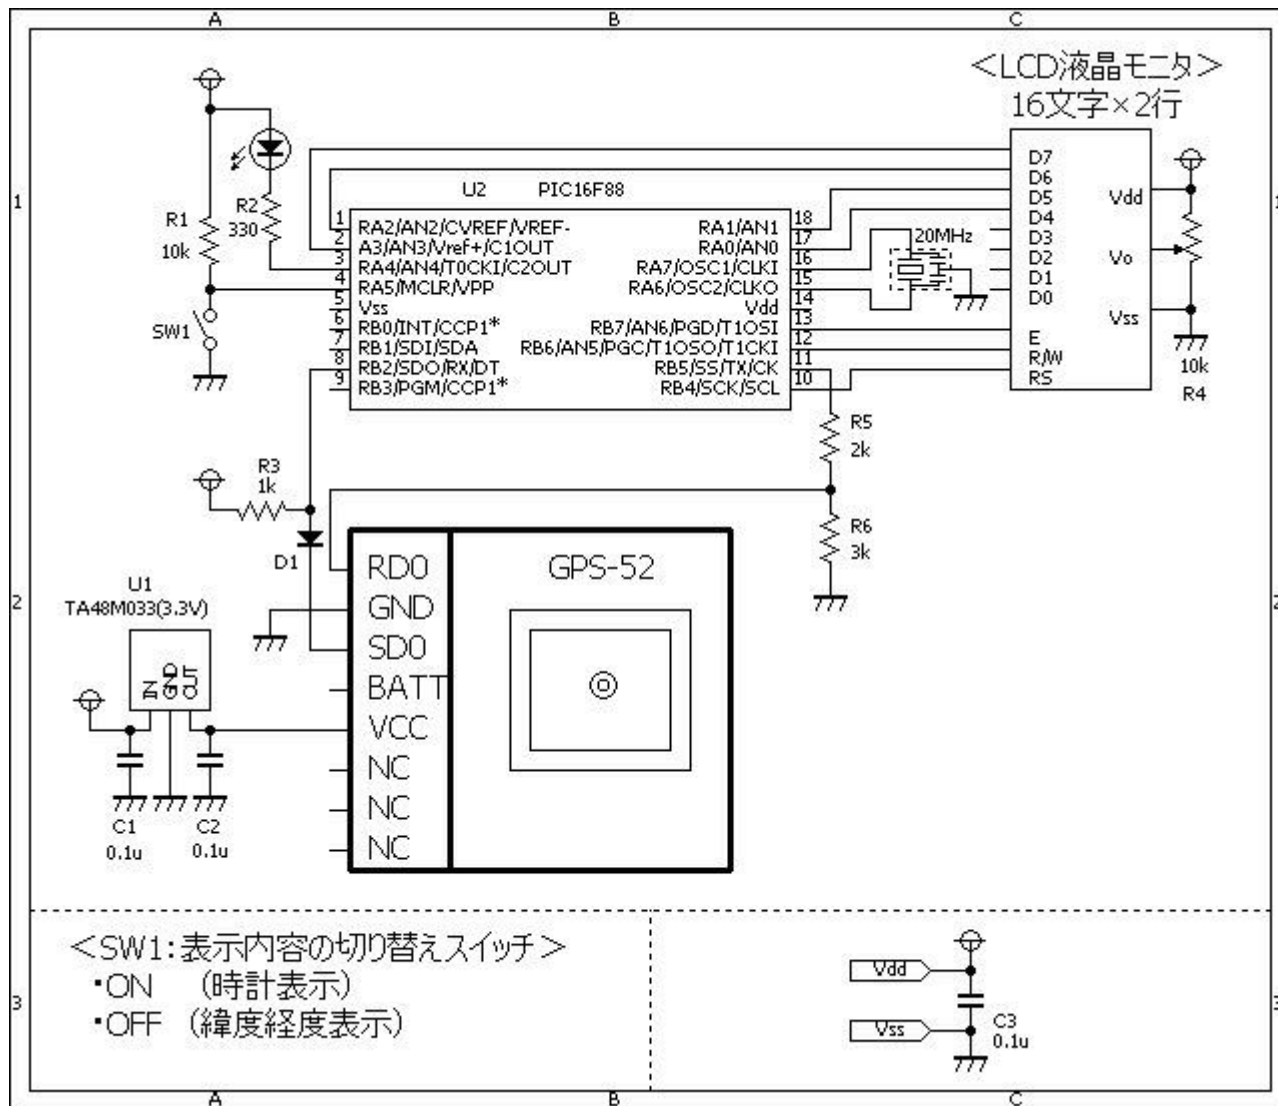 A B C
<LCD液晶モニタ>
16文字×2行
1
1
U2 PIC16F88
R1
10k
R2
330
SW1
1 RA2/AN2/CVREF/VREF-
2 A3/AN3/Vref+/C1OUT
3 RA4/AN4/T0CKI/C2OUT
4 RA5/MCLR/VPP
5 Vss
6 RB0/INT/CCP1*
7 RB1/SDI/SDA
8 RB2/SDO/RX/DT
9 RB3/PGM/CCP1*
RA1/AN1 18
RA0/AN0 17
RA7/OSC1/CLKI 16
RA6/OSC2/CLKO 15
Vdd 14
RB7/AN6/PGD/T1OSI 13
RB6/AN5/PGC/T1OSO/T1CKI 12
RB5/SS/TX/CK 11
RB4/SCK/SCL 10
20MHz
D7
D6
D5
D4
D3
D2
D1
D0
E
R/W
RS
Vdd
Vo
Vss
10k
R4
R5
2k
R6
3k
R3
1k
D1
2
2
U1
TA48M033(3.3V)
IN
GND
OUT
C1
0.1u
C2
0.1u
GPS-52
RD0
GND
SD0
BATT
VCC
NC
NC
NC
3
3
<SW1:表示内容の切り替えスイッチ>
・ON (時計表示)
・OFF (緯度経度表示)
Vdd
Vss
C3
0.1u
A B C